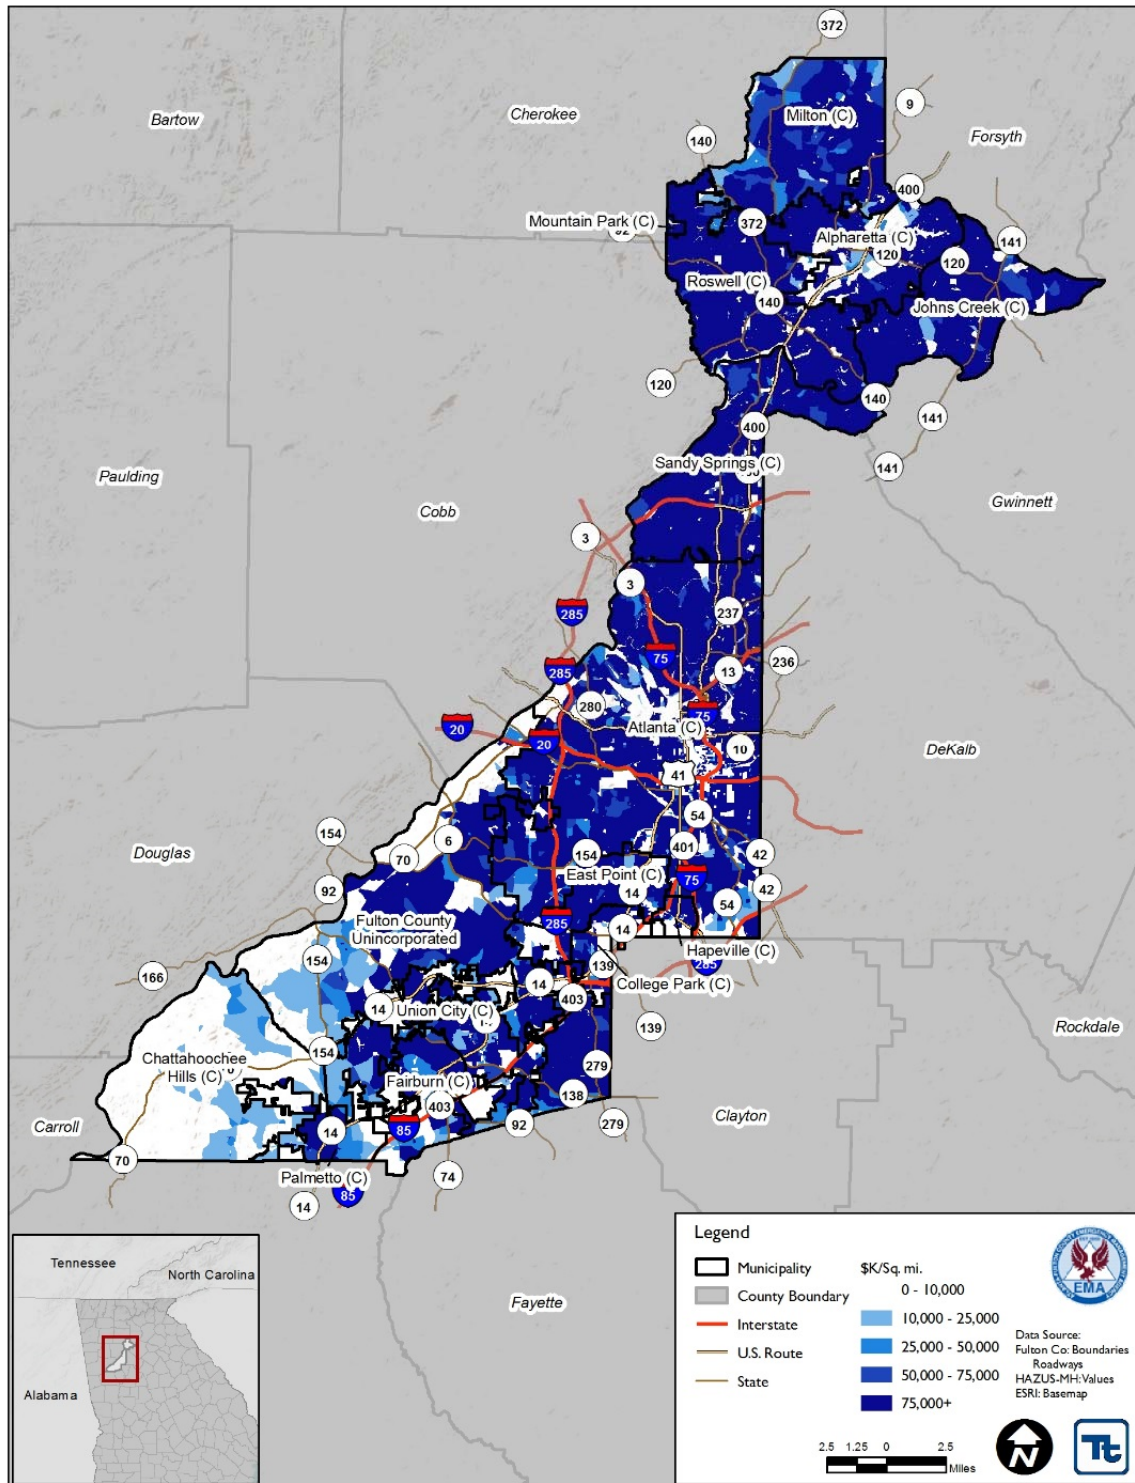 372
Bartow
Cherokee
Milton (C)
9
Forsyth
140
400
Mountain Park (C)
372
Alpharetta (C)
120
141
120
Roswell (C)
140
Johns Creek (C)
120
140
141
400
Sandy Springs (C)
141
Paulding
Cobb
Gwinnett
3
3
285
237
75
236
285
13
280
75
20
Atlanta (C)
20
10
DeKalb
41
54
154
6
401
42
Douglas
70
154
East Point (C)
75
42
92
14
54
Fulton County
Unincorporated
285
14
Hapeville (C)
285
154
139
166
14
College Park (C)
403
14
Union City (C)
139
Rockdale
154
Chattahoochee
Hills (C)
279
Fairburn (C)
138
403
Clayton
Carroll
14
85
92
279
70
Palmetto (C)
74
85
14
Fayette
Tennessee
North Carolina
Alabama
Legend
Municipality
County Boundary
Interstate
U.S. Route
State
$K/Sq. mi.
0 - 10,000
10,000 - 25,000
25,000 - 50,000
50,000 - 75,000
75,000+
EMA
Data Source:
Fulton Co: Boundaries
Roadways
HAZUS-MH: Values
ESRI: Basemap
2.5 1.25 0 2.5
Miles
N
Tt